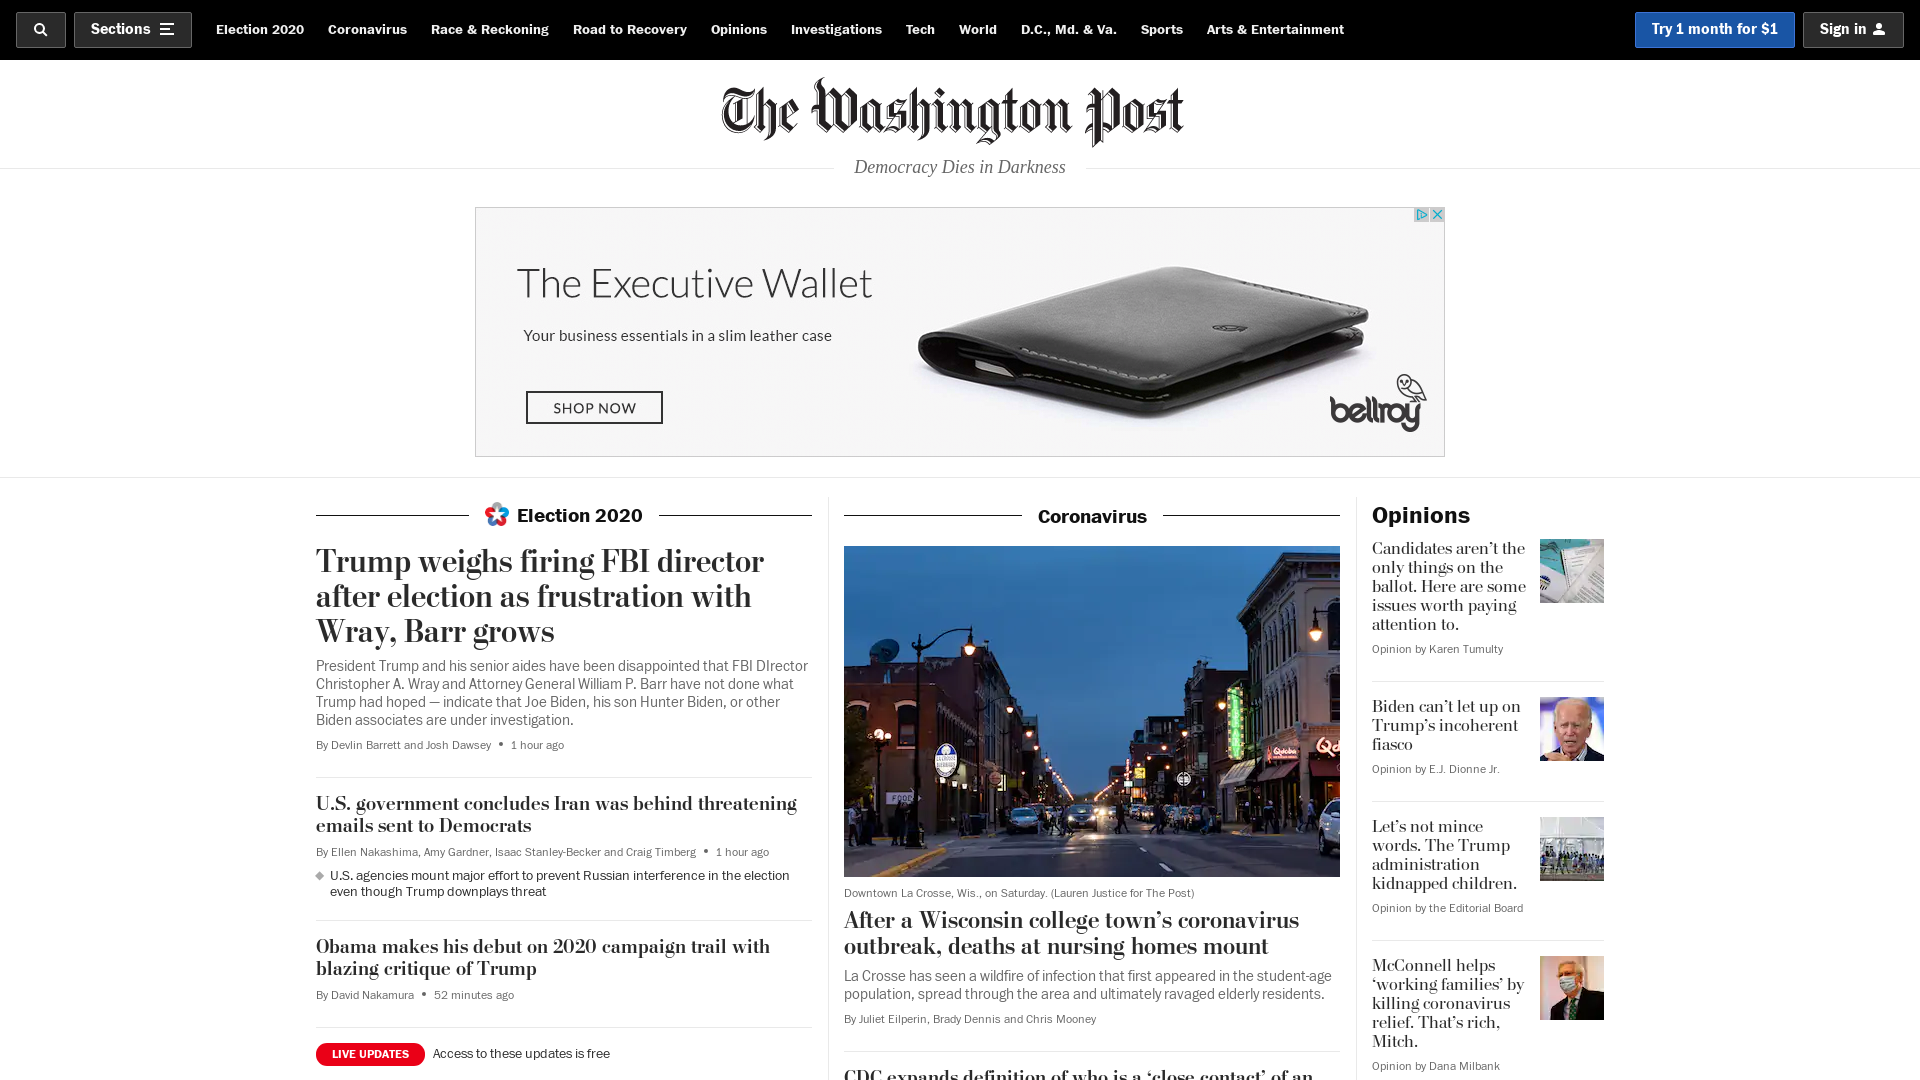 Sections
Election 2020
Coronavirus
Race & Reckoning
Road to Recovery
Opinions
Investigations
Tech
World
D.C., Md. & Va.
Sports
Arts & Entertainment
Try 1 month for $1
Sign in
The Washington Post
Democracy Dies in Darkness
The Executive Wallet
Your business essentials in a slim leather case
SHOP NOW
bellroy
Election 2020
Trump weighs firing FBI director
after election as frustration with
Wray, Barr grows
President Trump and his senior aides have been disappointed that FBI DIrector
Christopher A. Wray and Attorney General William P. Barr have not done what
Trump had hoped — indicate that Joe Biden, his son Hunter Biden, or other
Biden associates are under investigation.
By Devlin Barrett and Josh Dawsey • 1 hour ago
U.S. government concludes Iran was behind threatening
emails sent to Democrats
By Ellen Nakashima, Amy Gardner, Isaac Stanley-Becker and Craig Timberg • 1 hour ago
U.S. agencies mount major effort to prevent Russian interference in the election
even though Trump downplays threat
Obama makes his debut on 2020 campaign trail with
blazing critique of Trump
By David Nakamura • 52 minutes ago
LIVE UPDATES Access to these updates is free
Coronavirus
FOOD
Qdoba
Downtown La Crosse, Wis., on Saturday. (Lauren Justice for The Post)
After a Wisconsin college town’s coronavirus
outbreak, deaths at nursing homes mount
La Crosse has seen a wildfire of infection that first appeared in the student-age
population, spread through the area and ultimately ravaged elderly residents.
By Juliet Eilperin, Brady Dennis and Chris Mooney
CDC expands definition of who is a ‘close contact’ of an
Opinions
Candidates aren’t the
only things on the
ballot. Here are some
issues worth paying
attention to.
Opinion by Karen Tumulty
Biden can’t let up on
Trump’s incoherent
fiasco
Opinion by E.J. Dionne Jr.
Let’s not mince
words. The Trump
administration
kidnapped children.
Opinion by the Editorial Board
McConnell helps
‘working families’ by
killing coronavirus
relief. That’s rich,
Mitch.
Opinion by Dana Milbank